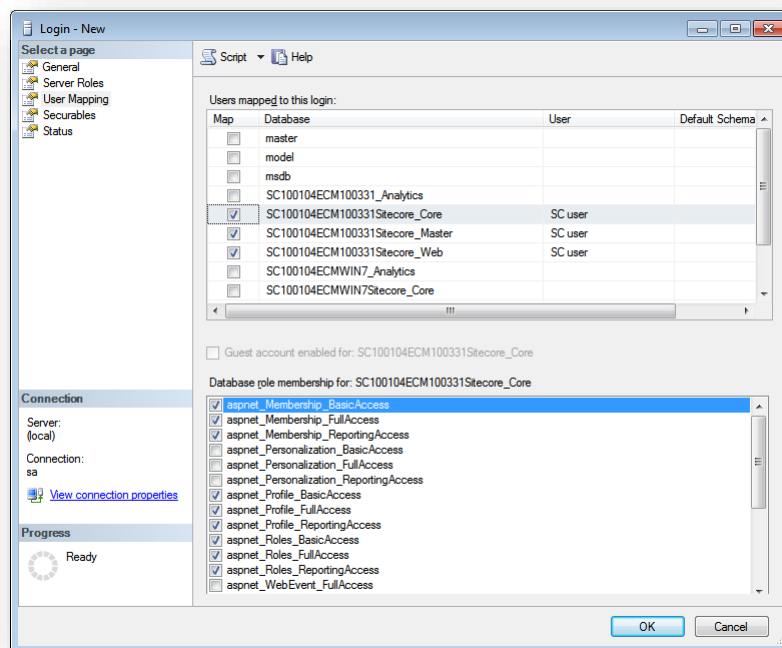 Login - New
Select a page
General
Server Roles
User Mapping
Securables
Status
Script Help
Users mapped to this login:
Map Database User Default Schema
master
model
msdb
SC100104ECM100331_Analytics
SC100104ECM100331Sitecore_Core SC user
SC100104ECM100331Sitecore_Master SC user
SC100104ECM100331Sitecore_Web SC user
SC100104ECMWIN7_Analytics
SC100104ECMWIN7Sitecore_Core
Guest account enabled for: SC100104ECM100331Sitecore_Core
Database role membership for: SC100104ECM100331Sitecore_Core
aspnet_Membership_BasicAccess
aspnet_Membership_FullAccess
aspnet_Membership_ReportingAccess
aspnet_Personalization_BasicAccess
aspnet_Personalization_FullAccess
aspnet_Personalization_ReportingAccess
aspnet_Profile_BasicAccess
aspnet_Profile_FullAccess
aspnet_Profile_ReportingAccess
aspnet_Roles_BasicAccess
aspnet_Roles_FullAccess
aspnet_Roles_ReportingAccess
aspnet_WebEvent_FullAccess
Connection
Server:
(local)
Connection:
sa
View connection properties
Progress
Ready
OK Cancel